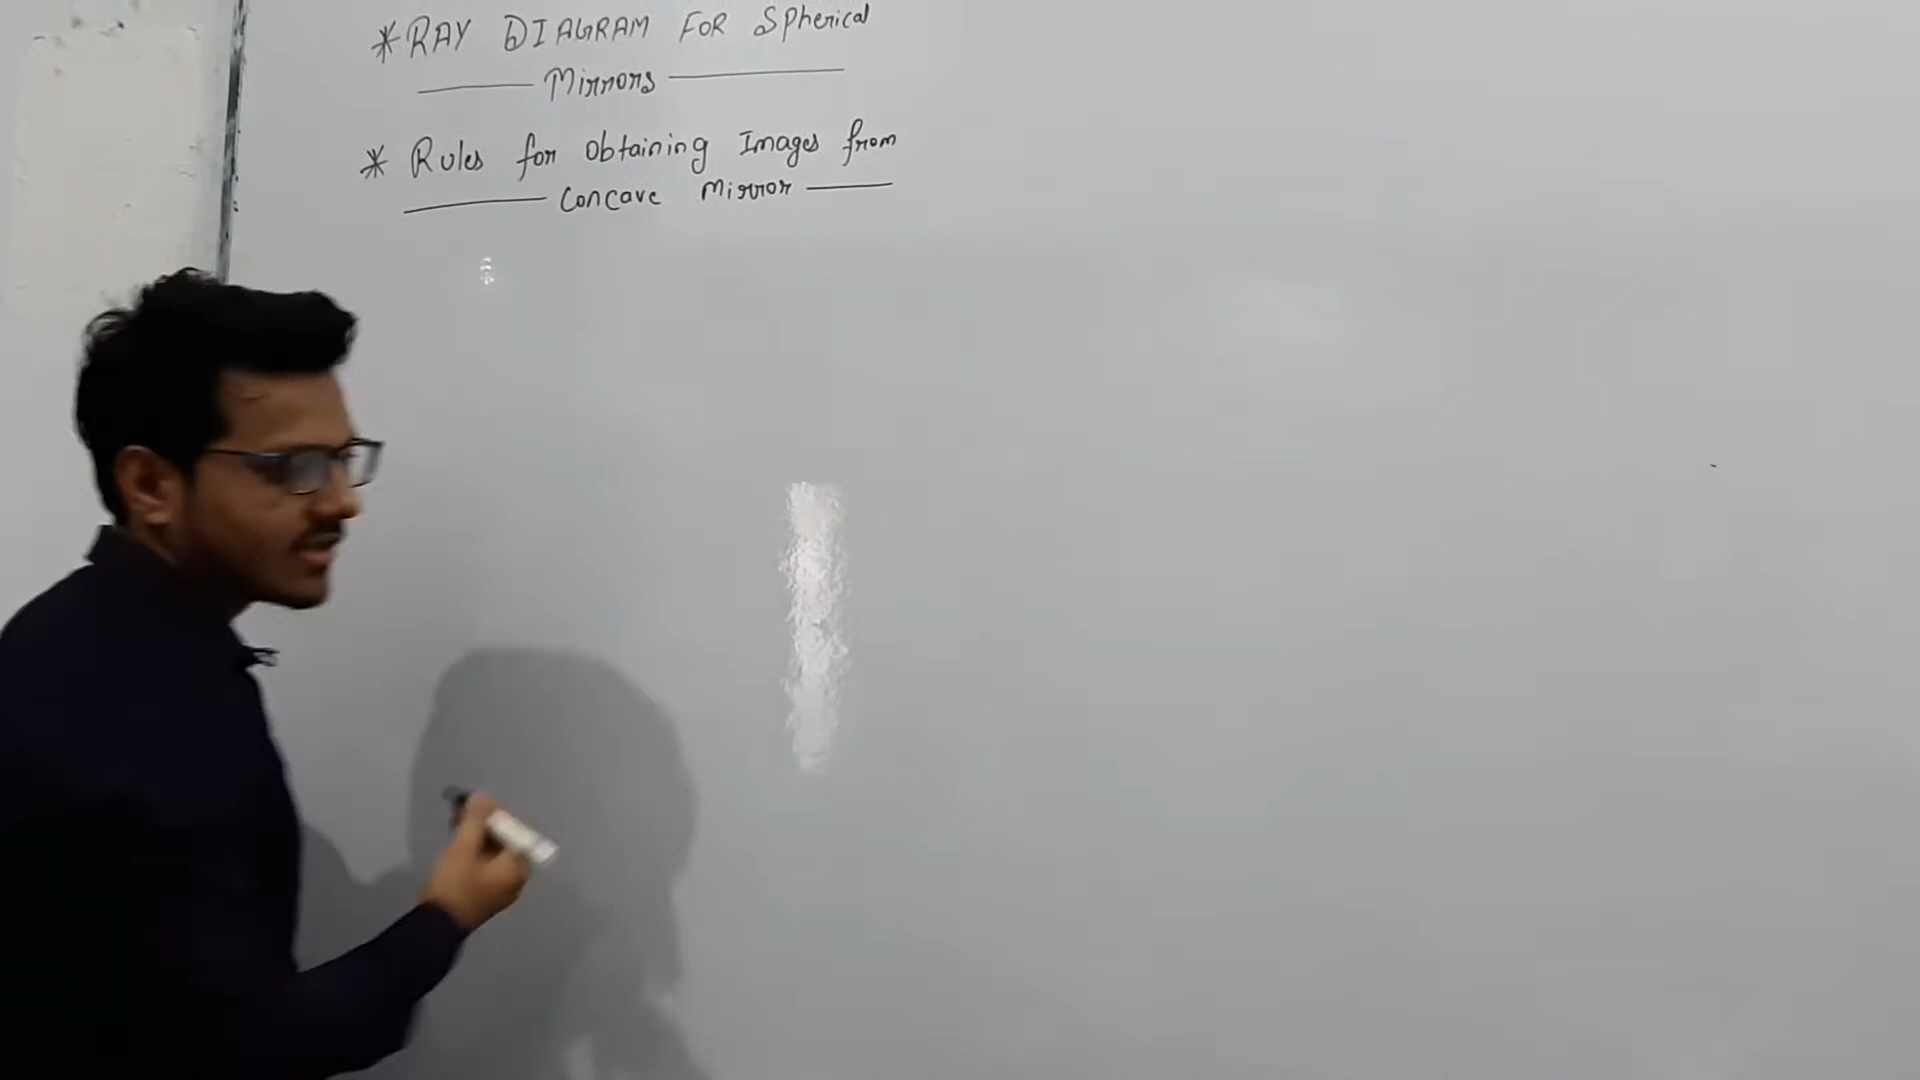 * RAY DIAGRAM FOR Spherical
Mirrors
* Rules for obtaining Images from
Concave Mirror